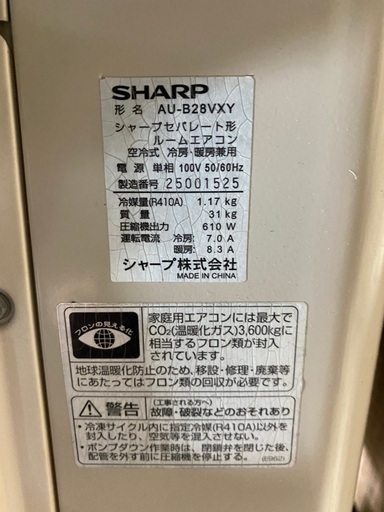 SHARP
形名 AU-B28VXY
シャープセパレート形
ルームエアコン
空冷式 冷房・暖房兼用
電源 単相 100V 50/60Hz
製造番号 25001525
冷媒量(R410A) 1.17 kg
質量 31 kg
圧縮機出力 610 W
運転電流 冷房: 7.0 A
暖房: 8.3 A
シャープ株式会社
MADE IN CHINA
フロンの見える化
家庭用エアコンには最大で
CO₂(温暖化ガス)3,600kgに
相当するフロン類が封入
されています。
地球温暖化防止のため、移設・修理・廃棄等
にあたってはフロン類の回収が必要です。
警告 (工事される方へ)
故障・破裂などのおそれあり
・冷凍サイクル内に指定冷媒(R410A)以外を
封入したり、空気等を混入させない。
・ポンプダウン作業時は、閉鎖弁を閉じた後、
配管を外す前に圧縮機を停止する。